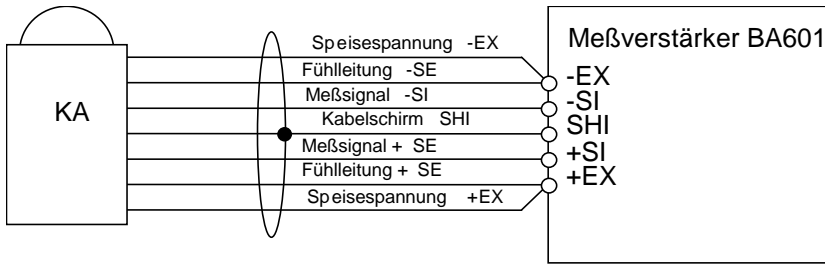 Speisespannung -EX
Meßverstärker BA601
Fühlleitung -SE
-EX
Meßsignal -SI
-SI
KA
Kabelschirm SHI
SHI
Meßsignal + SE
+SI
Fühlleitung + SE
+EX
Speisespannung +EX